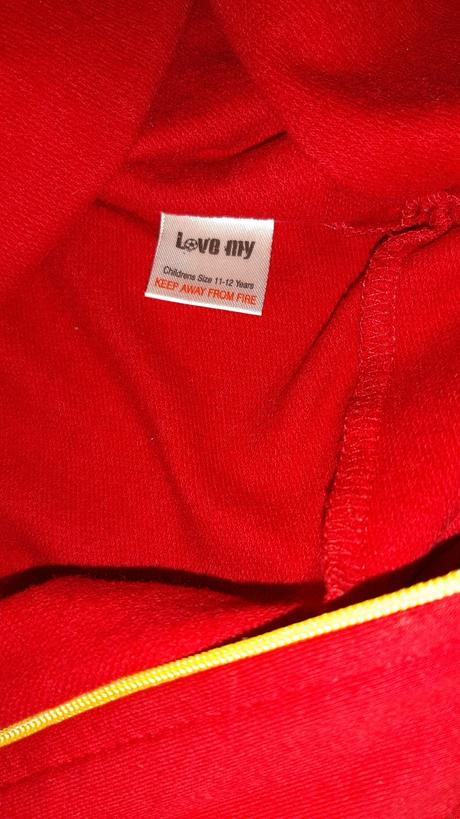 Love my
Childrens Size 11-12 Years
KEEP AWAY FROM FIRE